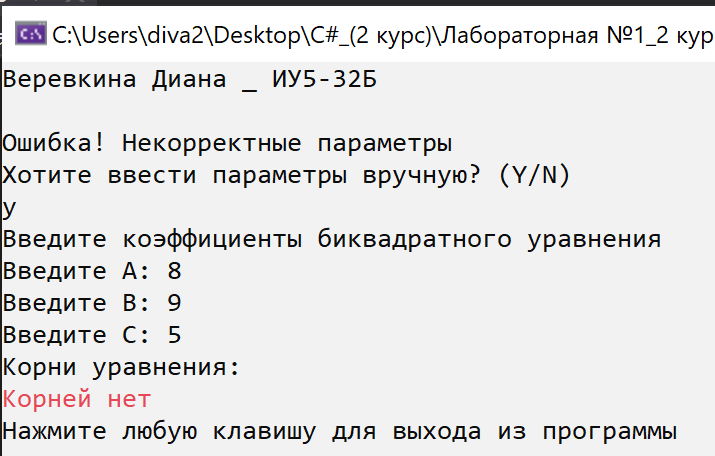 C:\Users\diva2\Desktop\C#_(2 курс)\Лабораторная №1_2 кур
Веревкина Диана _ ИУ5-32Б
Ошибка! Некорректные параметры
Хотите ввести параметры вручную? (Y/N)
y
Введите коэффициенты биквадратного уравнения
Введите A: 8
Введите B: 9
Введите C: 5
Корни уравнения:
Корней нет
Нажмите любую клавишу для выхода из программы